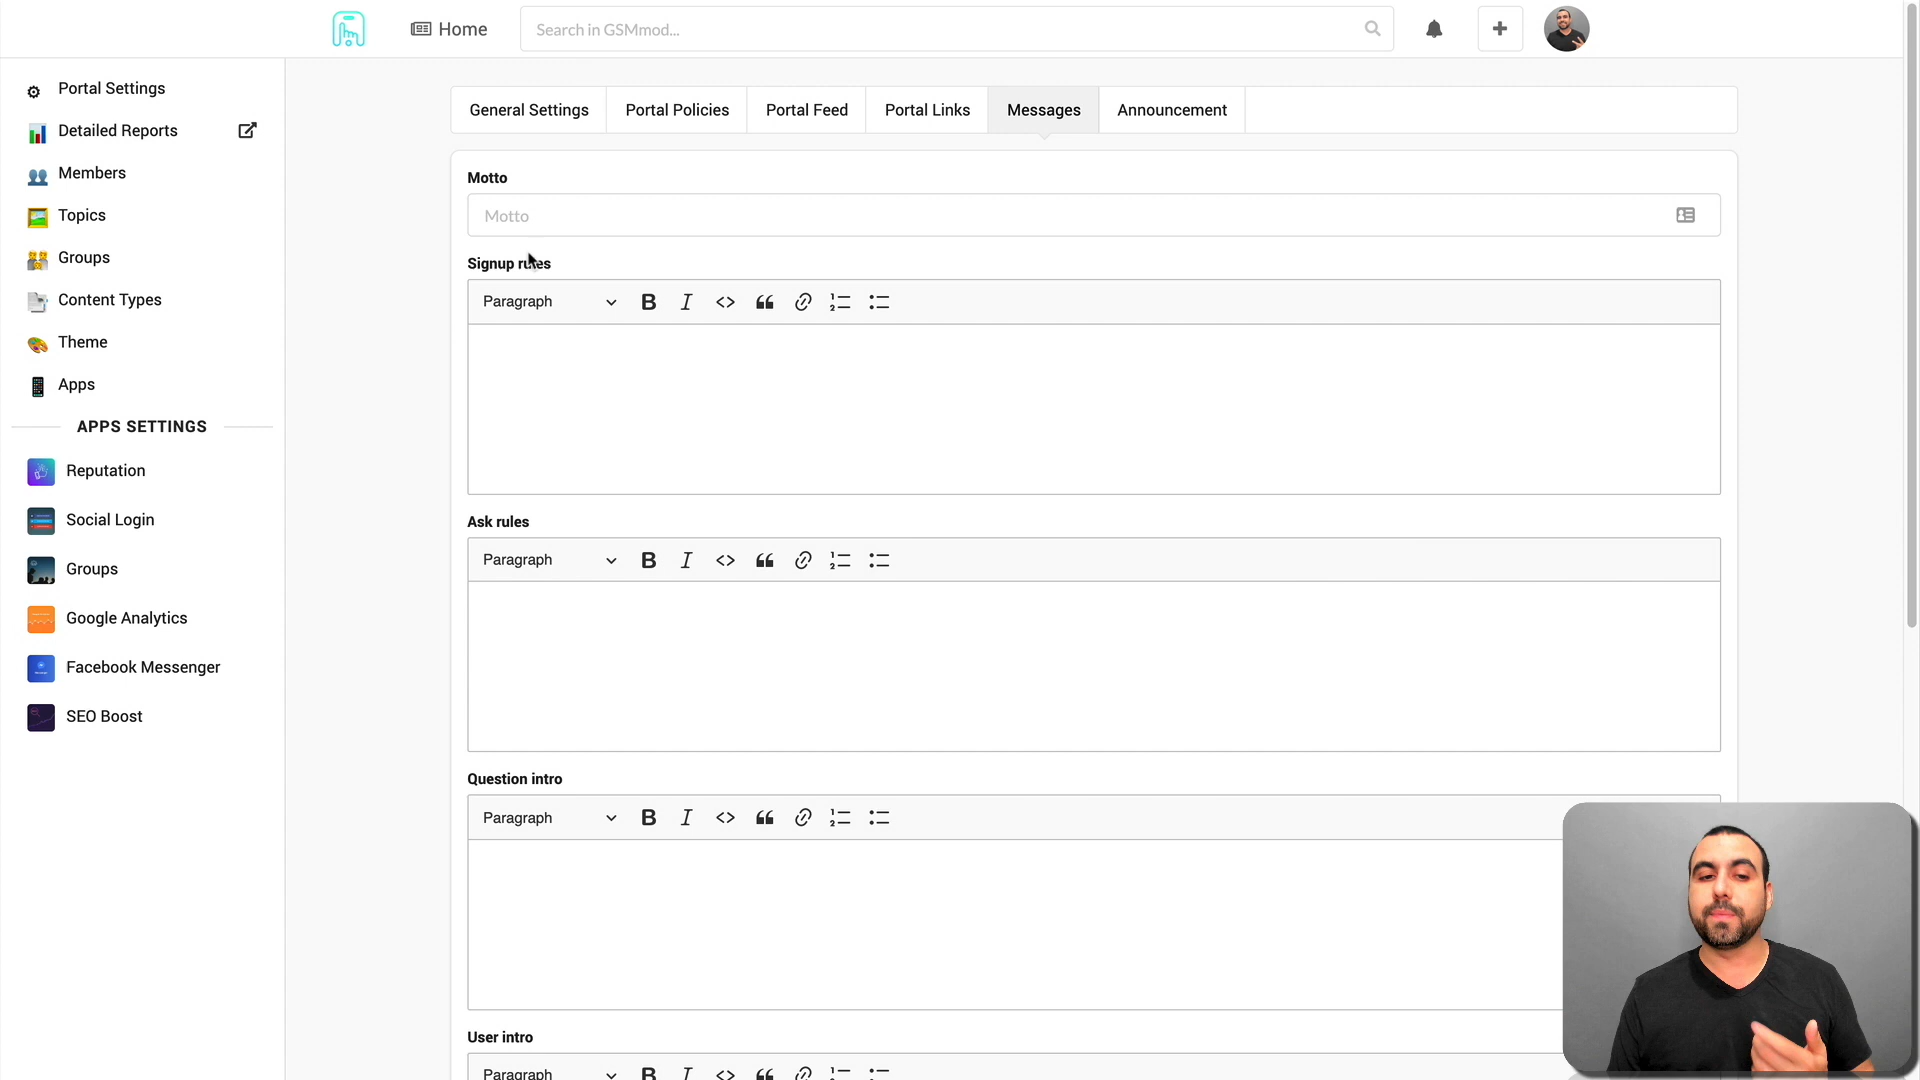 Home
Search in GSMmod...
Portal Settings
Detailed Reports
Members
Topics
Groups
Content Types
Theme
Apps
APPS SETTINGS
Reputation
Social Login
Groups
Google Analytics
Facebook Messenger
SEO Boost
General Settings
Portal Policies
Portal Feed
Portal Links
Messages
Announcement
Motto
Motto
Signup rules
Paragraph
Ask rules
Paragraph
Question intro
Paragraph
User intro
Paragraph